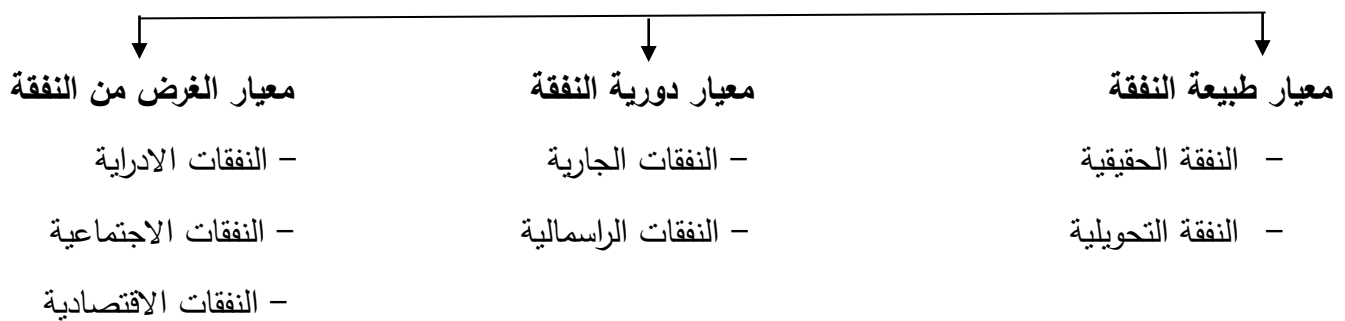 معيار طبيعة النفقة
- النفقة الحقيقية
- النفقة التحويلية
معيار دورية النفقة
- النفقات الجارية
- النفقات الراسمالية
معيار الغرض من النفقة
- النفقات الادراية
- النفقات الاجتماعية
- النفقات الاقتصادية